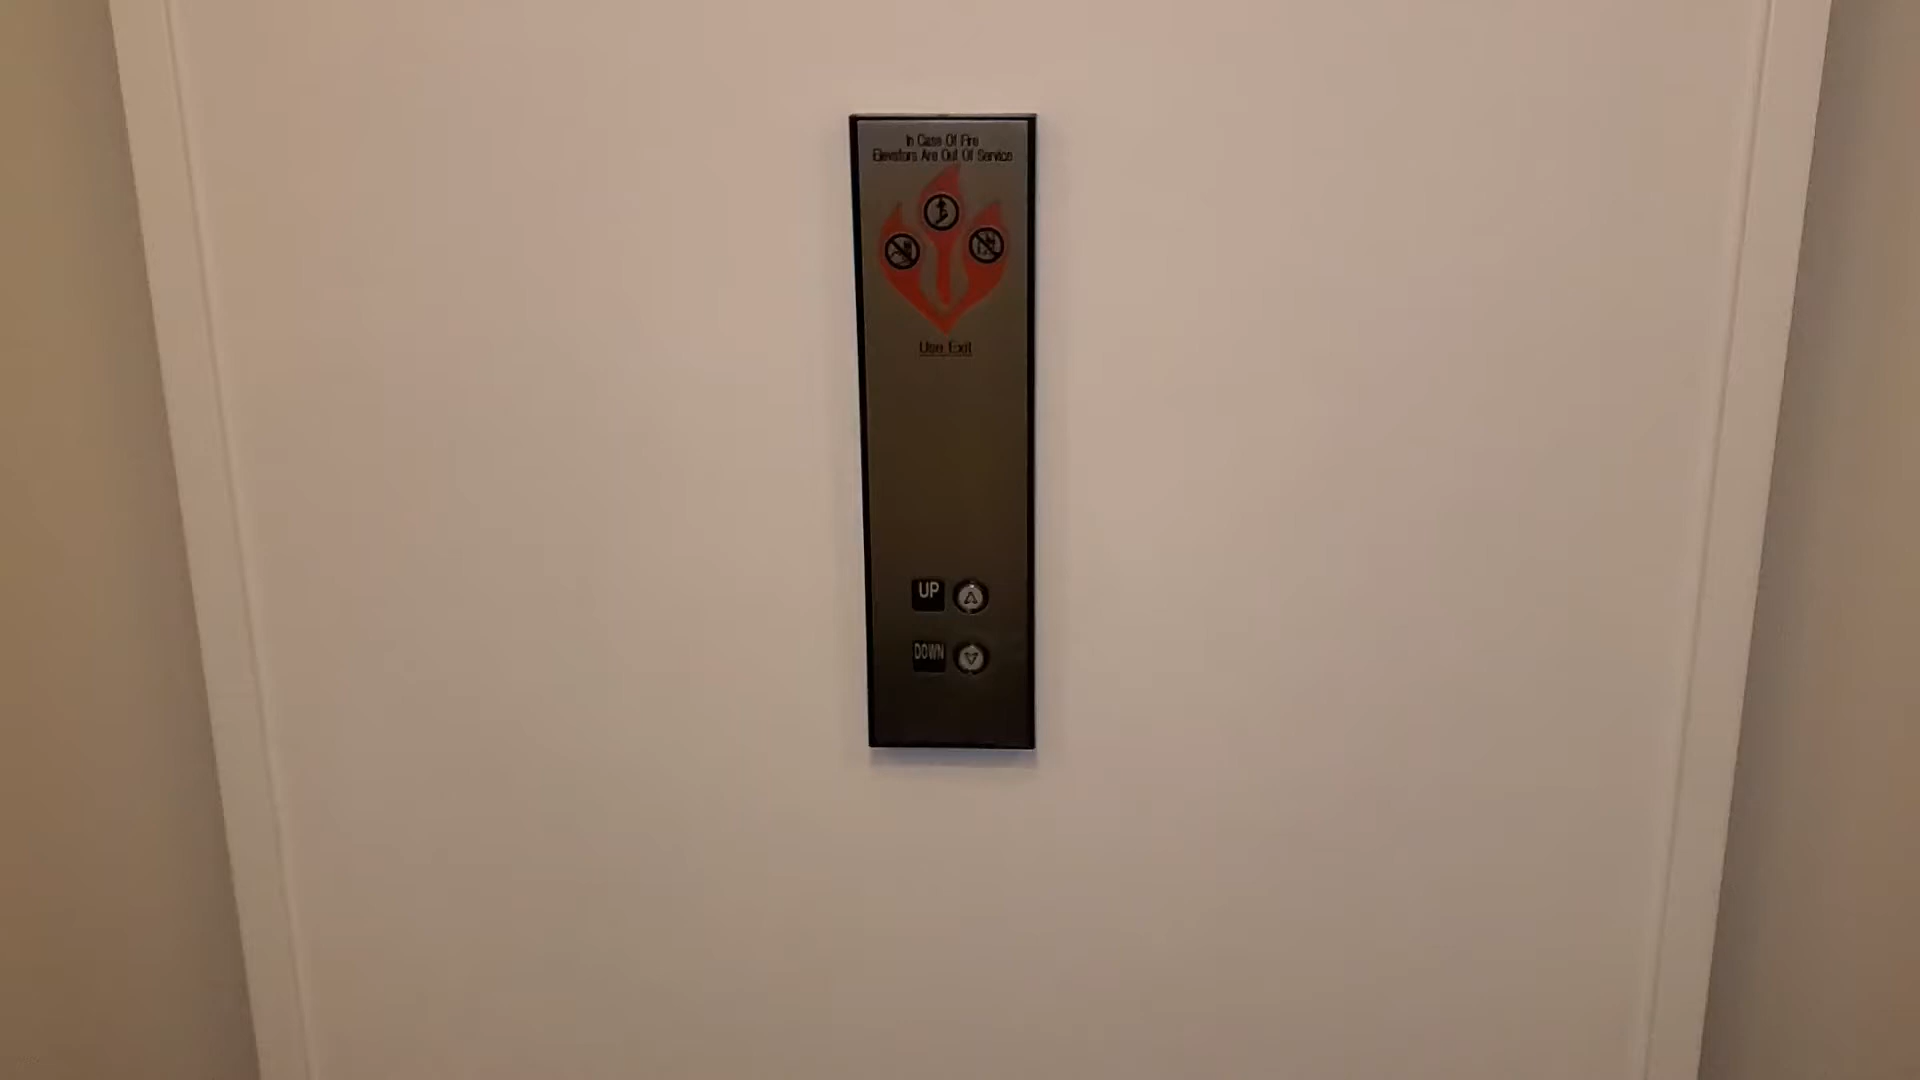 In Case Of Fire
Elevators Are Out Of Service
Use Exit
UP
DOWN